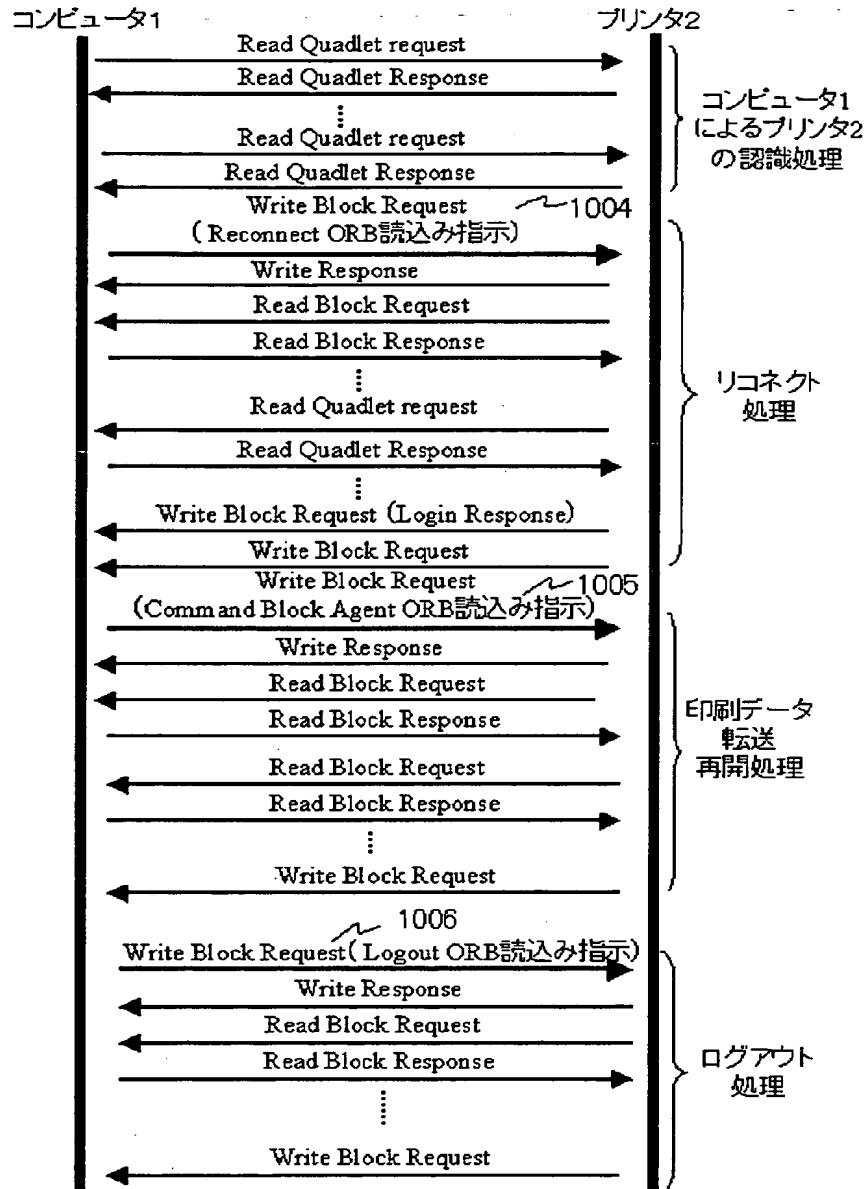 コンピュータ1
プリンタ2
Read Quadlet request
Read Quadlet Response
Read Quadlet request
Read Quadlet Response
コンピュータ1
によるプリンタ2
の認識処理
Write Block Request
1004
( Reconnect ORB読込み指示)
Write Response
Read Block Request
Read Block Response
Read Quadlet request
Read Quadlet Response
Write Block Request (Login Response)
Write Block Request
リコネクト
処理
Write Block Request
1005
(Command Block Agent ORB読込み指示)
Write Response
Read Block Request
Read Block Response
Read Block Request
Read Block Response
Write Block Request
印刷データ
転送
再開処理
1006
Write Block Request( Logout ORB読込み指示)
Write Response
Read Block Request
Read Block Response
Write Block Request
ログアウト
処理